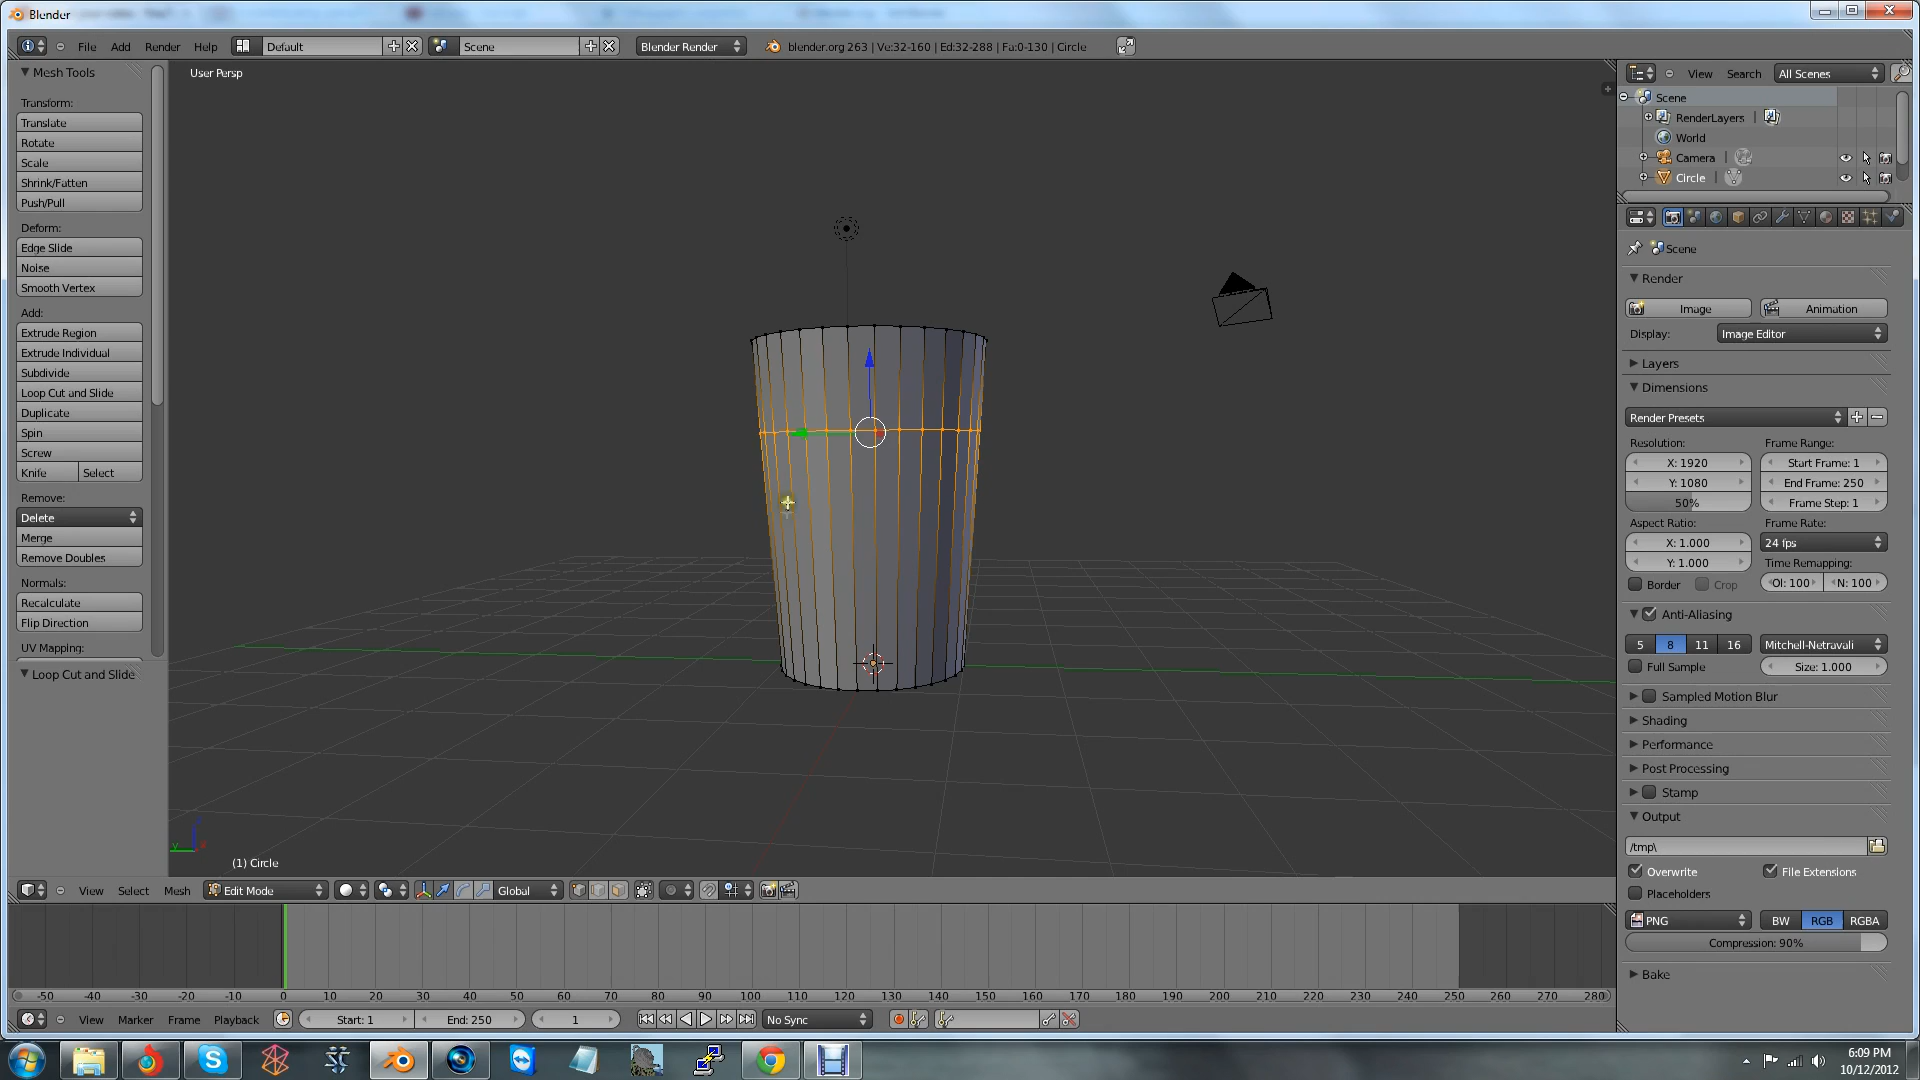 Blender
File Add Render Help Default Scene Blender Render blender.org 263 | Ve:32-160 | Ed:32-288 | Fa:0-130 | Circle
Mesh Tools
Transform:
Translate
Rotate
Scale
Shrink/Fatten
Push/Pull
Deform:
Edge Slide
Noise
Smooth Vertex
Add:
Extrude Region
Extrude Individual
Subdivide
Loop Cut and Slide
Duplicate
Spin
Screw
Knife Select
Remove:
Delete
Merge
Remove Doubles
Normals:
Recalculate
Flip Direction
UV Mapping:
Loop Cut and Slide
User Persp
(1) Circle
View Select Mesh Edit Mode Global
View Search All Scenes
Scene
RenderLayers
World
Camera
Circle
Scene
Render
Image Animation
Display: Image Editor
Layers
Dimensions
Render Presets
Resolution: Frame Range:
X: 1920 Start Frame: 1
Y: 1080 End Frame: 250
50% Frame Step: 1
Aspect Ratio: Frame Rate:
X: 1.000 24 fps
Y: 1.000 Time Remapping:
Border Crop Ol: 100 N: 100
Anti-Aliasing
5 8 11 16 Mitchell-Netravali
Full Sample Size: 1.000
Sampled Motion Blur
Shading
Performance
Post Processing
Stamp
Output
/tmp\
Overwrite File Extensions
Placeholders
PNG BW RGB RGBA
Compression: 90%
Bake
-50 -40 -30 -20 -10 0 10 20 30 40 50 60 70 80 90 100 110 120 130 140 150 160 170 180 190 200 210 220 230 240 250 260 270 280
View Marker Frame Playback Start: 1 End: 250 1 No Sync
6:09 PM
10/12/2012